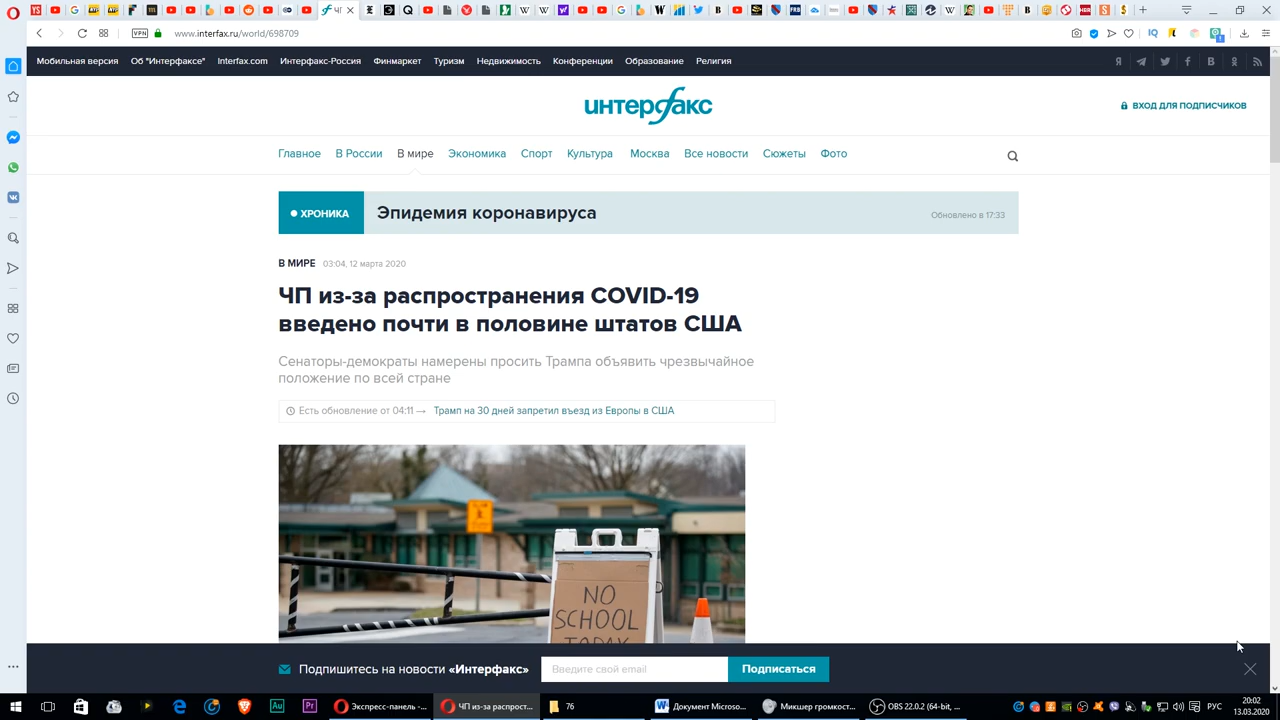 ЧП
www.interfax.ru/world/698709
VPN
IQ
Мобильная версия
Об "Интерфаксе"
Interfax.com
Интерфакс-Россия
Финмаркет
Туризм
Недвижимость
Конференции
Образование
Религия
интерфакс
ВХОД ДЛЯ ПОДПИСЧИКОВ
Главное
В России
В мире
Экономика
Спорт
Культура
Москва
Все новости
Сюжеты
Фото
ХРОНИКА
Эпидемия коронавируса
Обновлено в 17:33
В МИРЕ
03:04, 12 марта 2020
ЧП из-за распространения COVID-19
введено почти в половине штатов США
Сенаторы-демократы намерены просить Трампа объявить чрезвычайное
положение по всей стране
Есть обновление от 04:11 →
Трамп на 30 дней запретил въезд из Европы в США
NO
SCHOOL
TODAY
Подпишитесь на новости «Интерфакс»
Введите свой email
Подписаться
Au
Pr
Экспресс-панель -...
ЧП из-за распрост...
76
Документ Microso...
Микшер громкост...
OBS 22.0.2 (64-bit, ...
РУС
20:02
13.03.2020